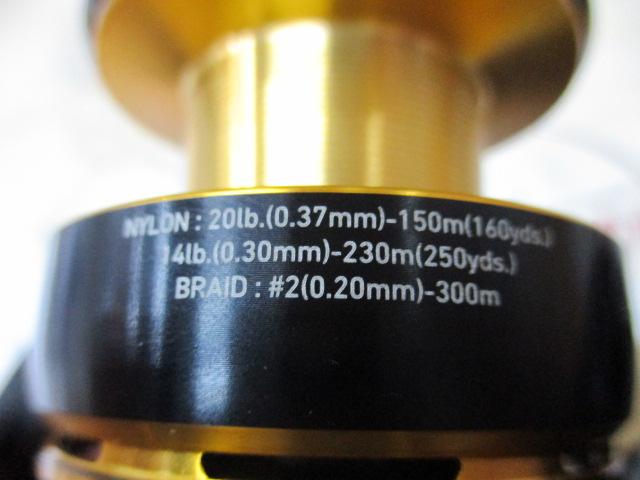 NYLON : 20lb.(0.37mm)-150m(160yds.)
14lb.(0.30mm)-230m(250yds.)
BRAID : #2(0.20mm)-300m